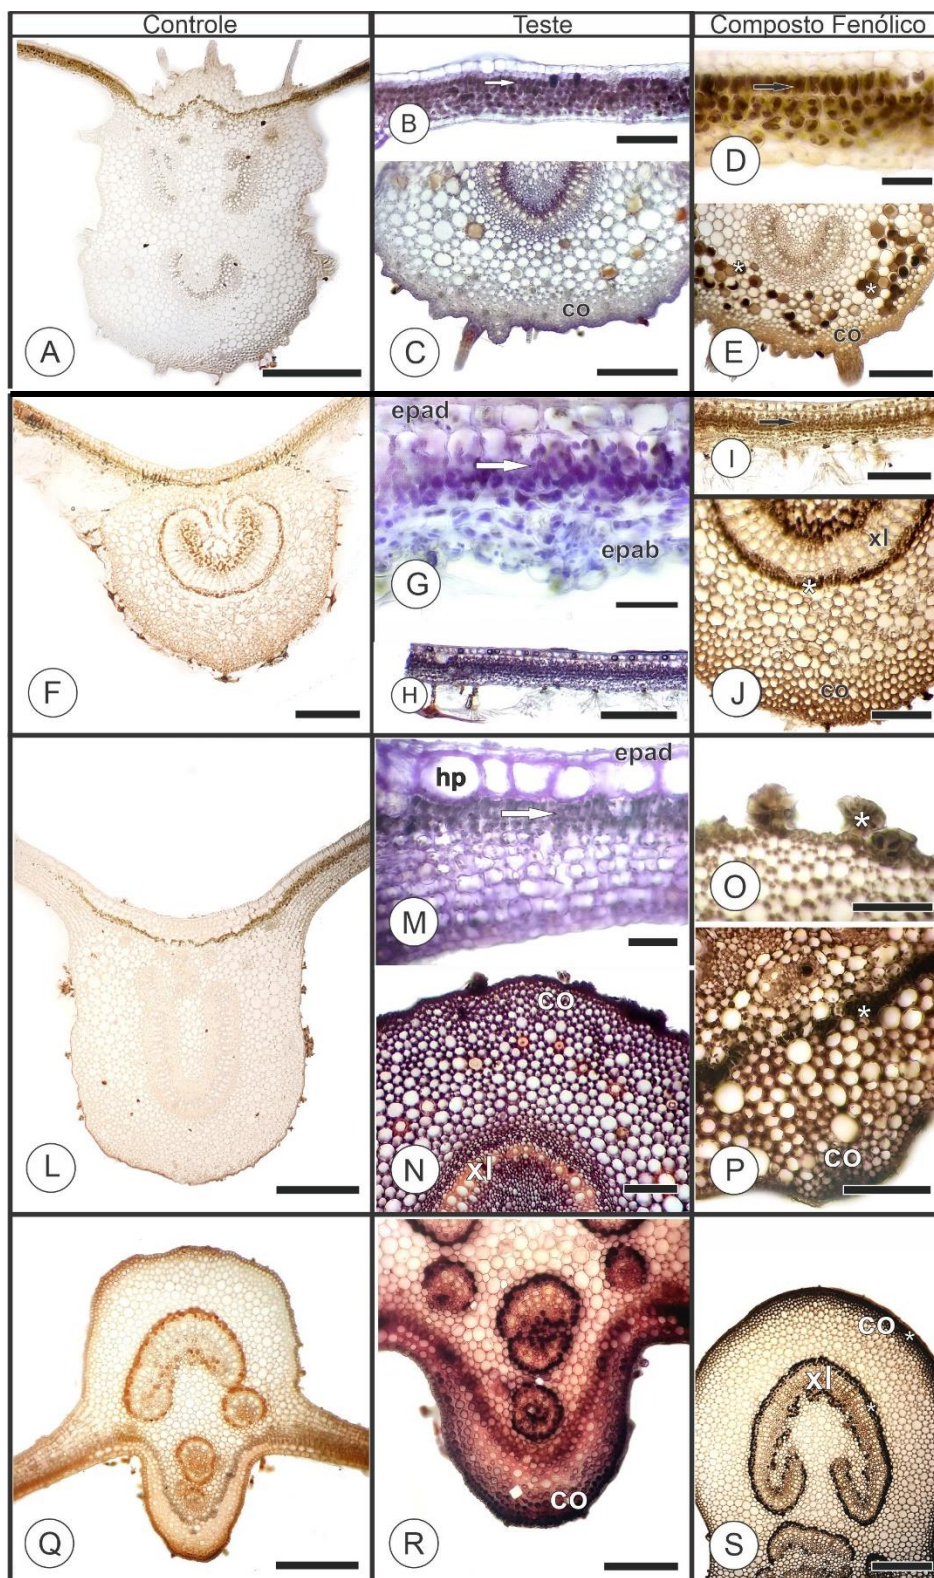 Controle
Teste
Composto Fenólico
A
B
C
co
D
E
*
*
co
F
epad
G
epab
H
I
xl
*
J
co
L
epad
hp
M
co
N
xl
O
*
P
*
co
Q
R
co
S
co
*
xl
*